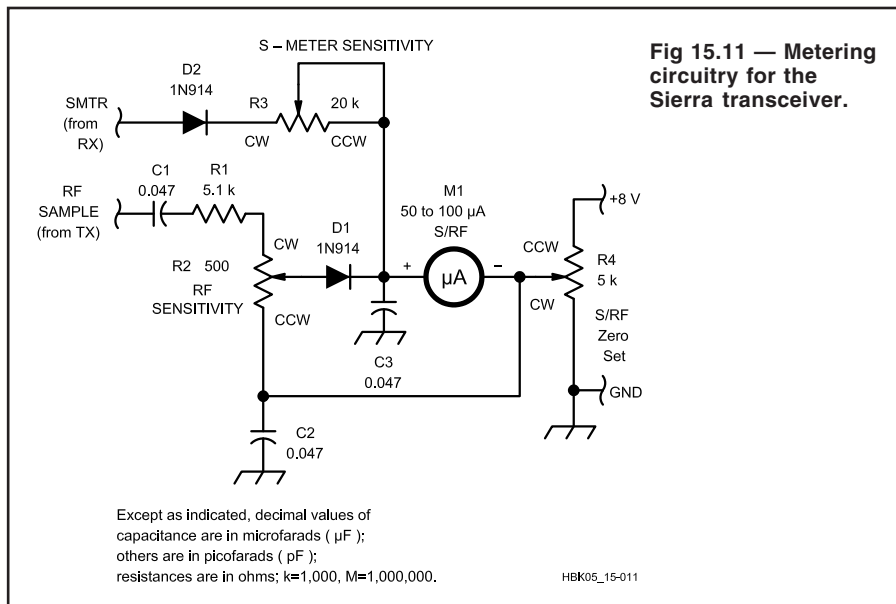 Fig 15.11 — Metering
circuitry for the
Sierra transceiver.
S – METER SENSITIVITY
D2
1N914
SMTR
(from
RX)
R3
20 k
CW
CCW
C1
0.047
R1
5.1 k
RF
SAMPLE
(from TX)
CW
D1
1N914
R2 500
RF
SENSITIVITY
CCW
M1
50 to 100 µA
S/RF
+
µA
–
+8 V
CCW
R4
5 k
CW
S/RF
Zero
Set
GND
C3
0.047
C2
0.047
Except as indicated, decimal values of
capacitance are in microfarads ( µF );
others are in picofarads ( pF );
resistances are in ohms; k=1,000, M=1,000,000.
HBK05_15-011